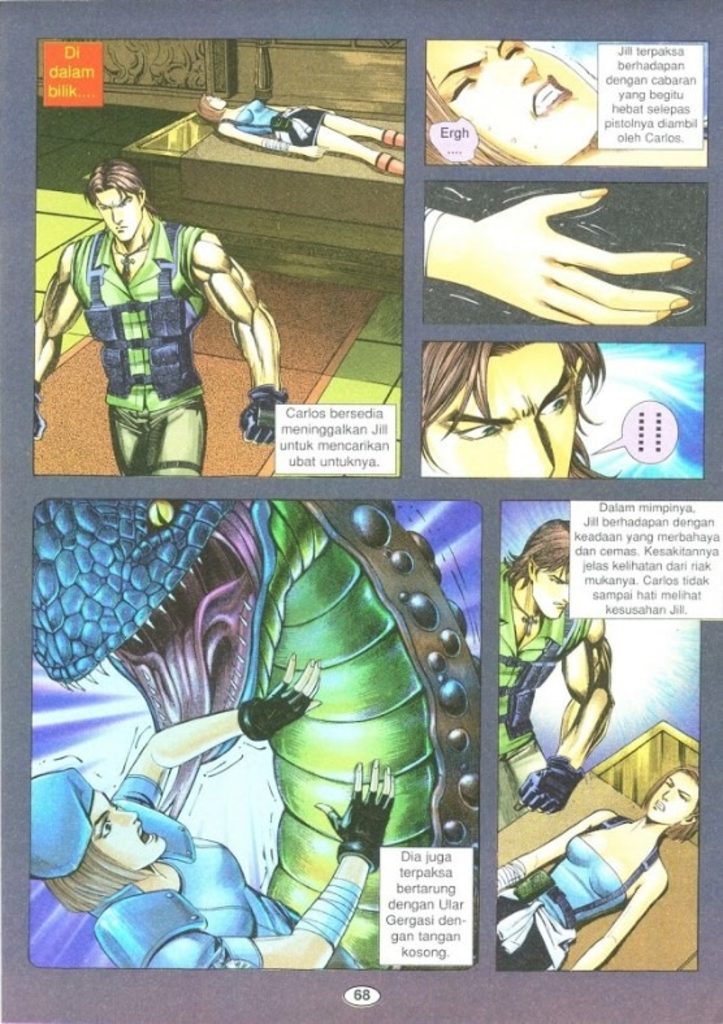 Di
dalam
bilik....
Carlos bersedia
meninggalkan Jill
untuk mencarikan
ubat untuknya.
Jill terpaksa
berhadapan
dengan cabaran
yang begitu
hebat selepas
pistolnya diambil
oleh Carlos.
Ergh
....
Dia juga
terpaksa
bertarung
dengan Ular
Gergasi den-
gan tangan
kosong.
Dalam mimpinya,
Jill berhadapan dengan
keadaan yang merbahaya
dan cemas. Kesakitannya
jelas kelihatan dari riak
mukanya. Carlos tidak
sampai hati melihat
kesusahan Jill.
68